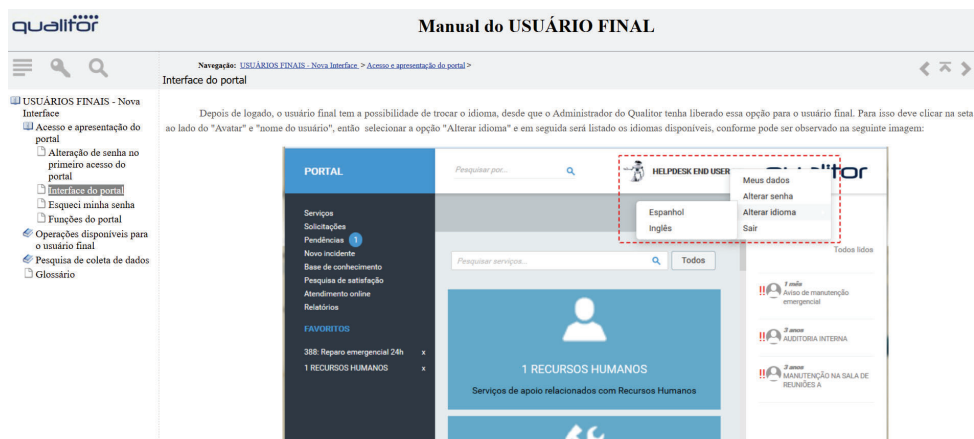 qualitor
Manual do USUÁRIO FINAL
Navegação: USUÁRIOS FINAIS - Nova Interface > Acesso e apresentação do portal >
Interface do portal
USUÁRIOS FINAIS - Nova
Interface
Acesso e apresentação do
portal
Alteração de senha no
primeiro acesso do
portal
Interface do portal
Esqueci minha senha
Funções do portal
Operações disponíveis para
o usuário final
Pesquisa de coleta de dados
Glossário
Depois de logado, o usuário final tem a possibilidade de trocar o idioma, desde que o Administrador do Qualitor tenha liberado essa opção para o usuário final. Para isso deve clicar na seta
ao lado do "Avatar" e "nome do usuário", então selecionar a opção "Alterar idioma" e em seguida será listado os idiomas disponíveis, conforme pode ser observado na seguinte imagem:
PORTAL
Pesquisar por...
HELPDESK END USER
Meus dados
Alterar senha
Alterar idioma
Sair
Espanhol
Inglês
Serviços
Solicitações
Pendências 1
Novo incidente
Base de conhecimento
Pesquisa de satisfação
Atendimento online
Relatórios
FAVORITOS
388: Reparo emergencial 24h x
1 RECURSOS HUMANOS x
Pesquisar serviços...
Todos
1 RECURSOS HUMANOS
Serviços de apoio relacionados com Recursos Humanos
Todos lidos
!! 1 mês
Aviso de manutenção
emergencial
!! 3 anos
AUDITORIA INTERNA
!! 3 anos
MANUTENÇÃO NA SALA DE
REUNIÕES A